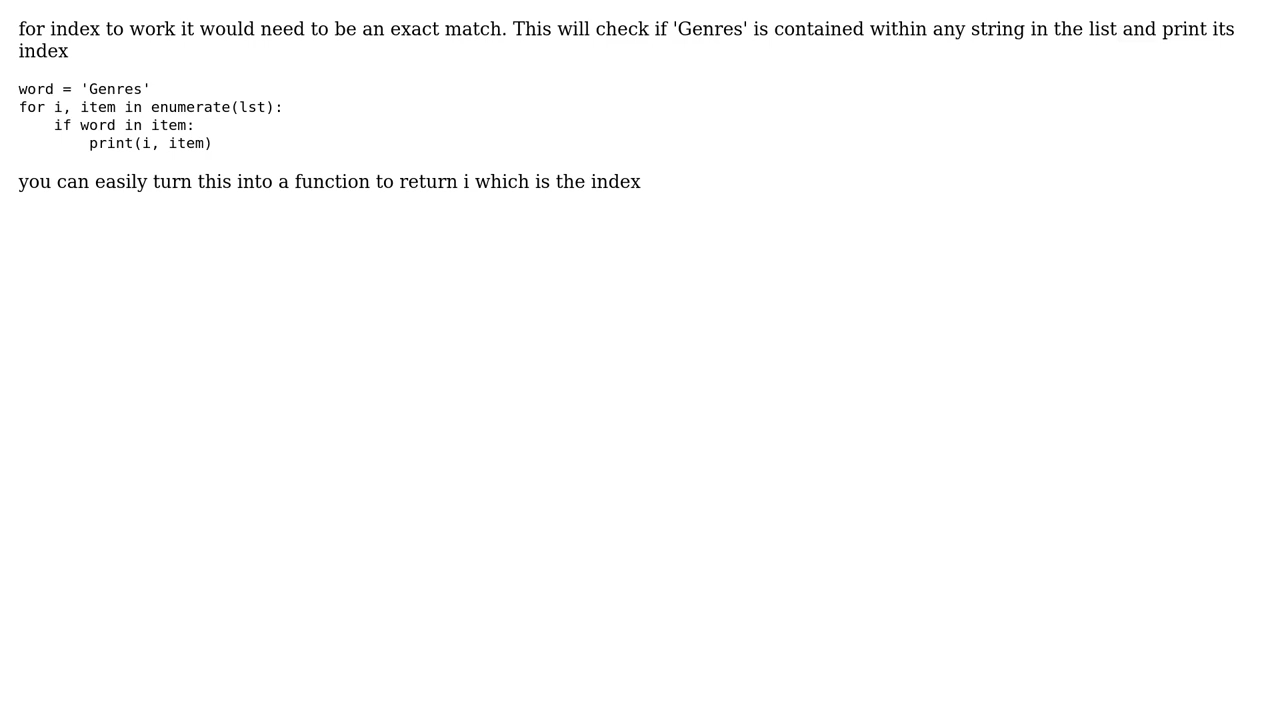 for index to work it would need to be an exact match. This will check if 'Genres' is contained within any string in the list and print its
index
word = 'Genres'
for i, item in enumerate(lst):
    if word in item:
        print(i, item)
you can easily turn this into a function to return i which is the index